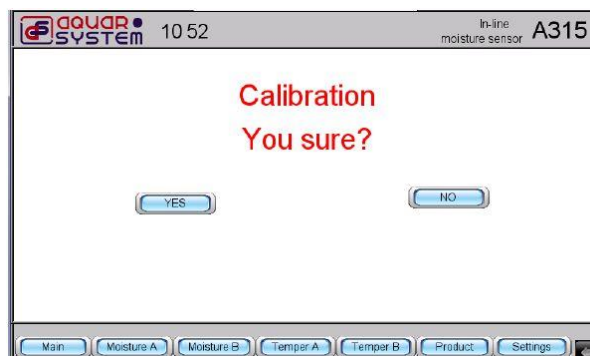 aquar
system
10 52
In-line
moisture sensor
A315
Calibration
You sure?
YES
NO
Main
Moisture A
Moisture B
Temper A
Temper B
Product
Settings